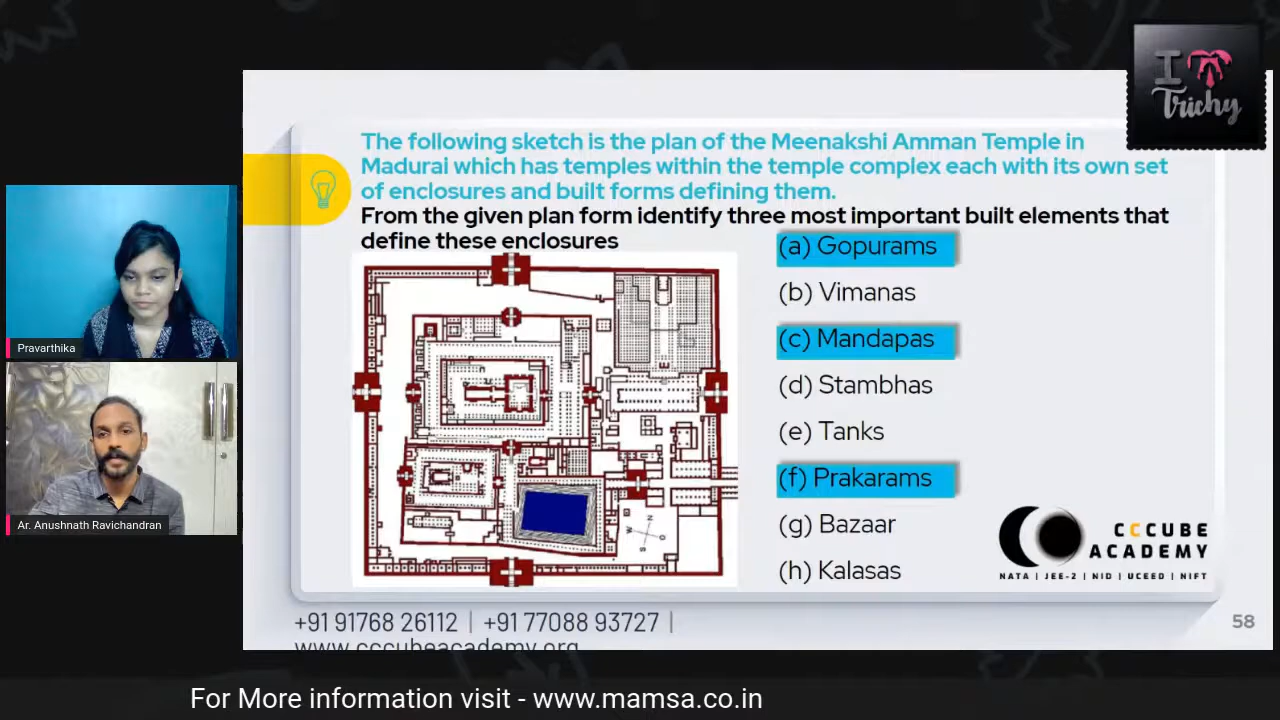 I
Trichy
The following sketch is the plan of the Meenakshi Amman Temple in
Madurai which has temples within the temple complex each with its own set
of enclosures and built forms defining them.
From the given plan form identify three most important built elements that
define these enclosures
(a) Gopurams
(b) Vimanas
(c) Mandapas
(d) Stambhas
(e) Tanks
(f) Prakarams
(g) Bazaar
(h) Kalasas
N
W
O
S
Pravarthika
Ar. Anushnath Ravichandran
CCCUBE
ACADEMY
NATA | JEE-2 | NID | UCEED | NIFT
+91 91768 26112 | +91 77088 93727 |
www.cccubeacademy.org
58
For More information visit - www.mamsa.co.in